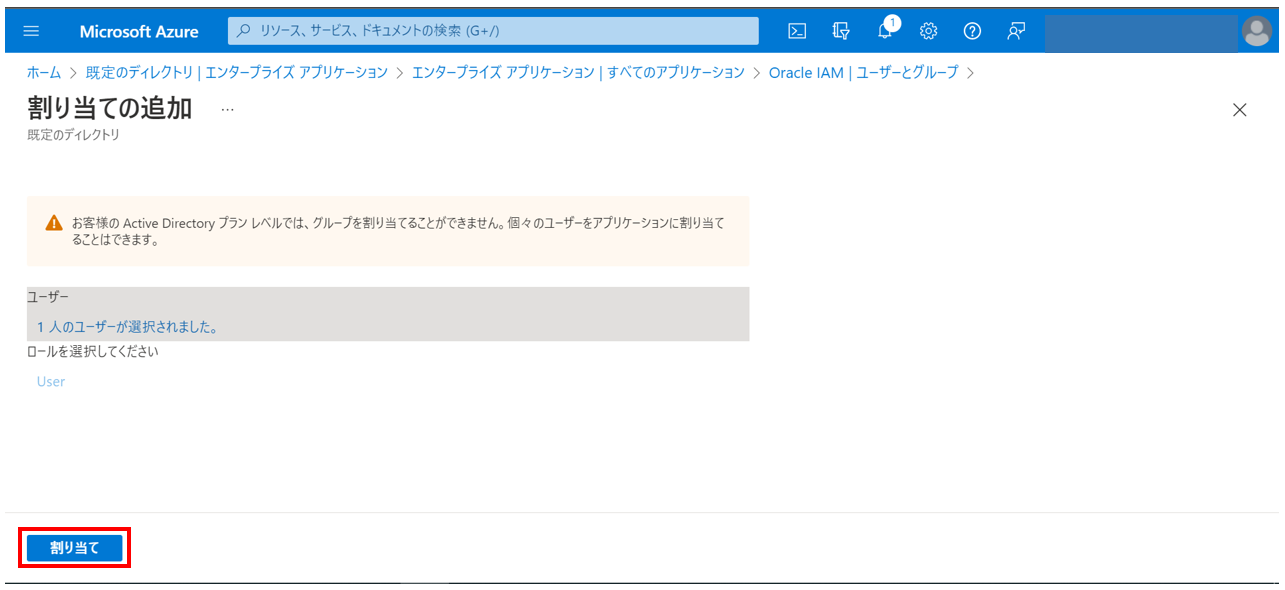 Microsoft Azure
リソース、サービス、ドキュメントの検索 (G+/)
1
ホーム > 既定のディレクトリ | エンタープライズ アプリケーション > エンタープライズ アプリケーション | すべてのアプリケーション > Oracle IAM | ユーザーとグループ >
割り当ての追加 …
既定のディレクトリ
お客様の Active Directory プラン レベルでは、グループを割り当てることができません。個々のユーザーをアプリケーションに割り当て
ることはできます。
ユーザー
1 人のユーザーが選択されました。
ロールを選択してください
User
割り当て